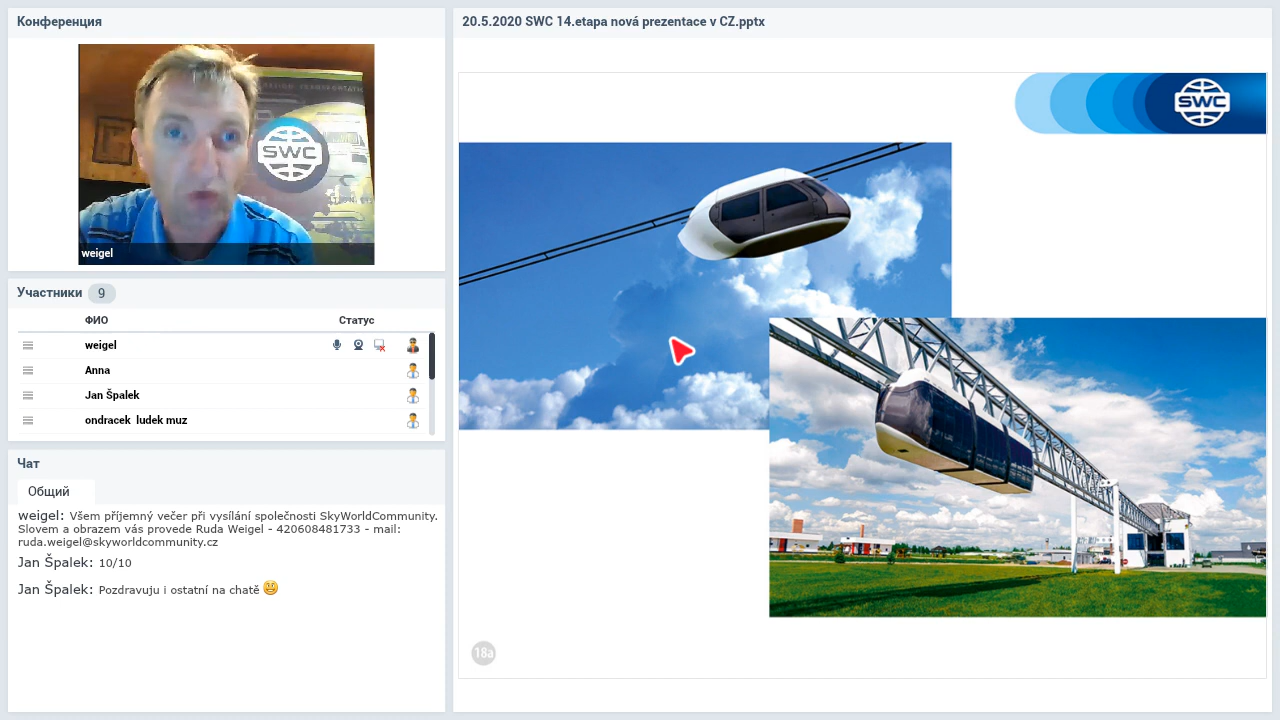 Конференция
SWC
weigel
Участники 9
ФИО Статус
weigel
Anna
Jan Špalek
ondracek ludek muz
Чат
Общий
weigel: Všem příjemný večer při vysílání společnosti SkyWorldCommunity.
Slovem a obrazem vás provede Ruda Weigel - 420608481733 - mail:
ruda.weigel@skyworldcommunity.cz
Jan Špalek: 10/10
Jan Špalek: Pozdravuju i ostatní na chatě
20.5.2020 SWC 14.etapa nová prezentace v CZ.pptx
SWC
18a